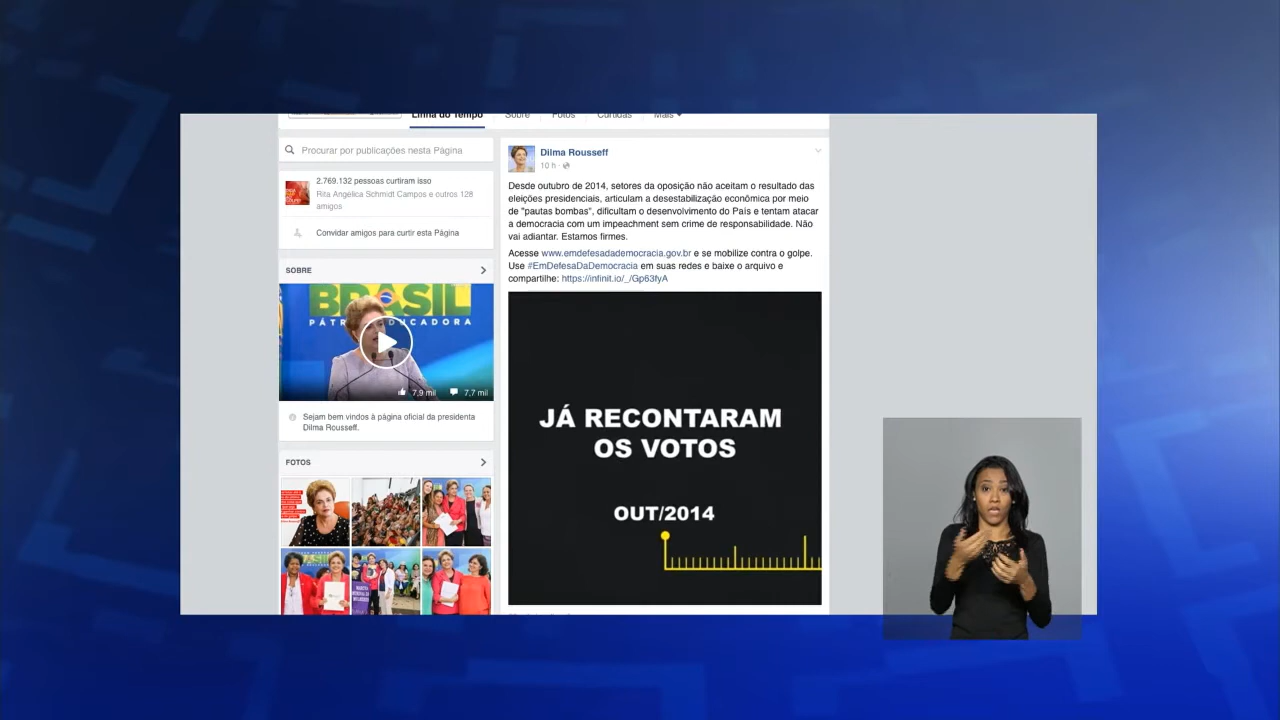 Linha do Tempo Sobre Fotos Curtidas Mais
Procurar por publicações nesta Página
2.769.132 pessoas curtiram isso
Rita Angélica Schmidt Campos e outros 128
amigos
Convidar amigos para curtir esta Página
SOBRE
BRASIL
PÁTRIA EDUCADORA
7,9 mil 7,7 mil
Sejam bem vindos à página oficial da presidenta
Dilma Rousseff.
FOTOS
Dilma Rousseff
10 h ·
Desde outubro de 2014, setores da oposição não aceitam o resultado das
eleições presidenciais, articulam a desestabilização econômica por meio
de "pautas bombas", dificultam o desenvolvimento do País e tentam atacar
a democracia com um impeachment sem crime de responsabilidade. Não
vai adiantar. Estamos firmes.
Acesse www.emdefesadademocracia.gov.br e se mobilize contra o golpe.
Use #EmDefesaDaDemocracia em suas redes e baixe o arquivo e
compartilhe: https://infinit.io/_/Gp63fyA
JÁ RECONTARAM
OS VOTOS
OUT/2014